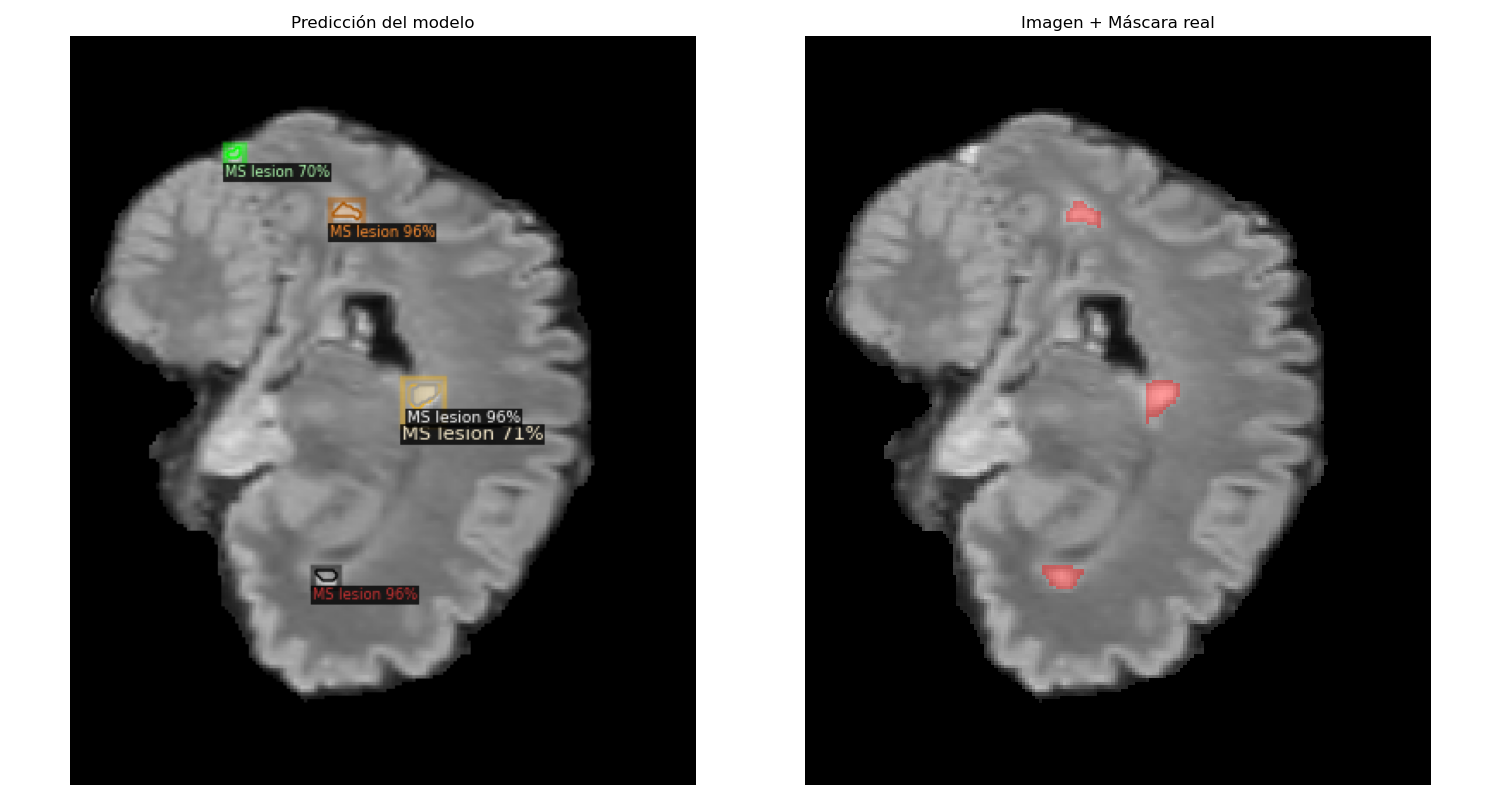 Predicción del modelo
MS lesion 70%
MS lesion 96%
MS lesion 96%
MS lesion 71%
MS lesion 96%
Imagen + Máscara real